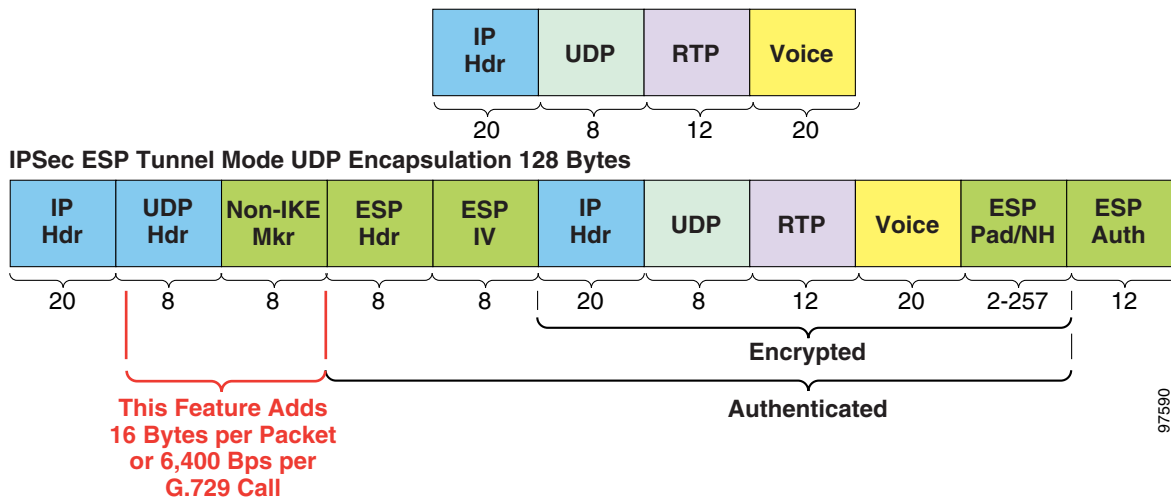 IP Hdr UDP RTP Voice
20 8 12 20
IPSec ESP Tunnel Mode UDP Encapsulation 128 Bytes
IP Hdr UDP Hdr Non-IKE Mkr ESP Hdr ESP IV IP Hdr UDP RTP Voice ESP Pad/NH ESP Auth
20 8 8 8 8 20 8 12 20 2-257 12
Encrypted
Authenticated
This Feature Adds
16 Bytes per Packet
or 6,400 Bps per
G.729 Call
97590